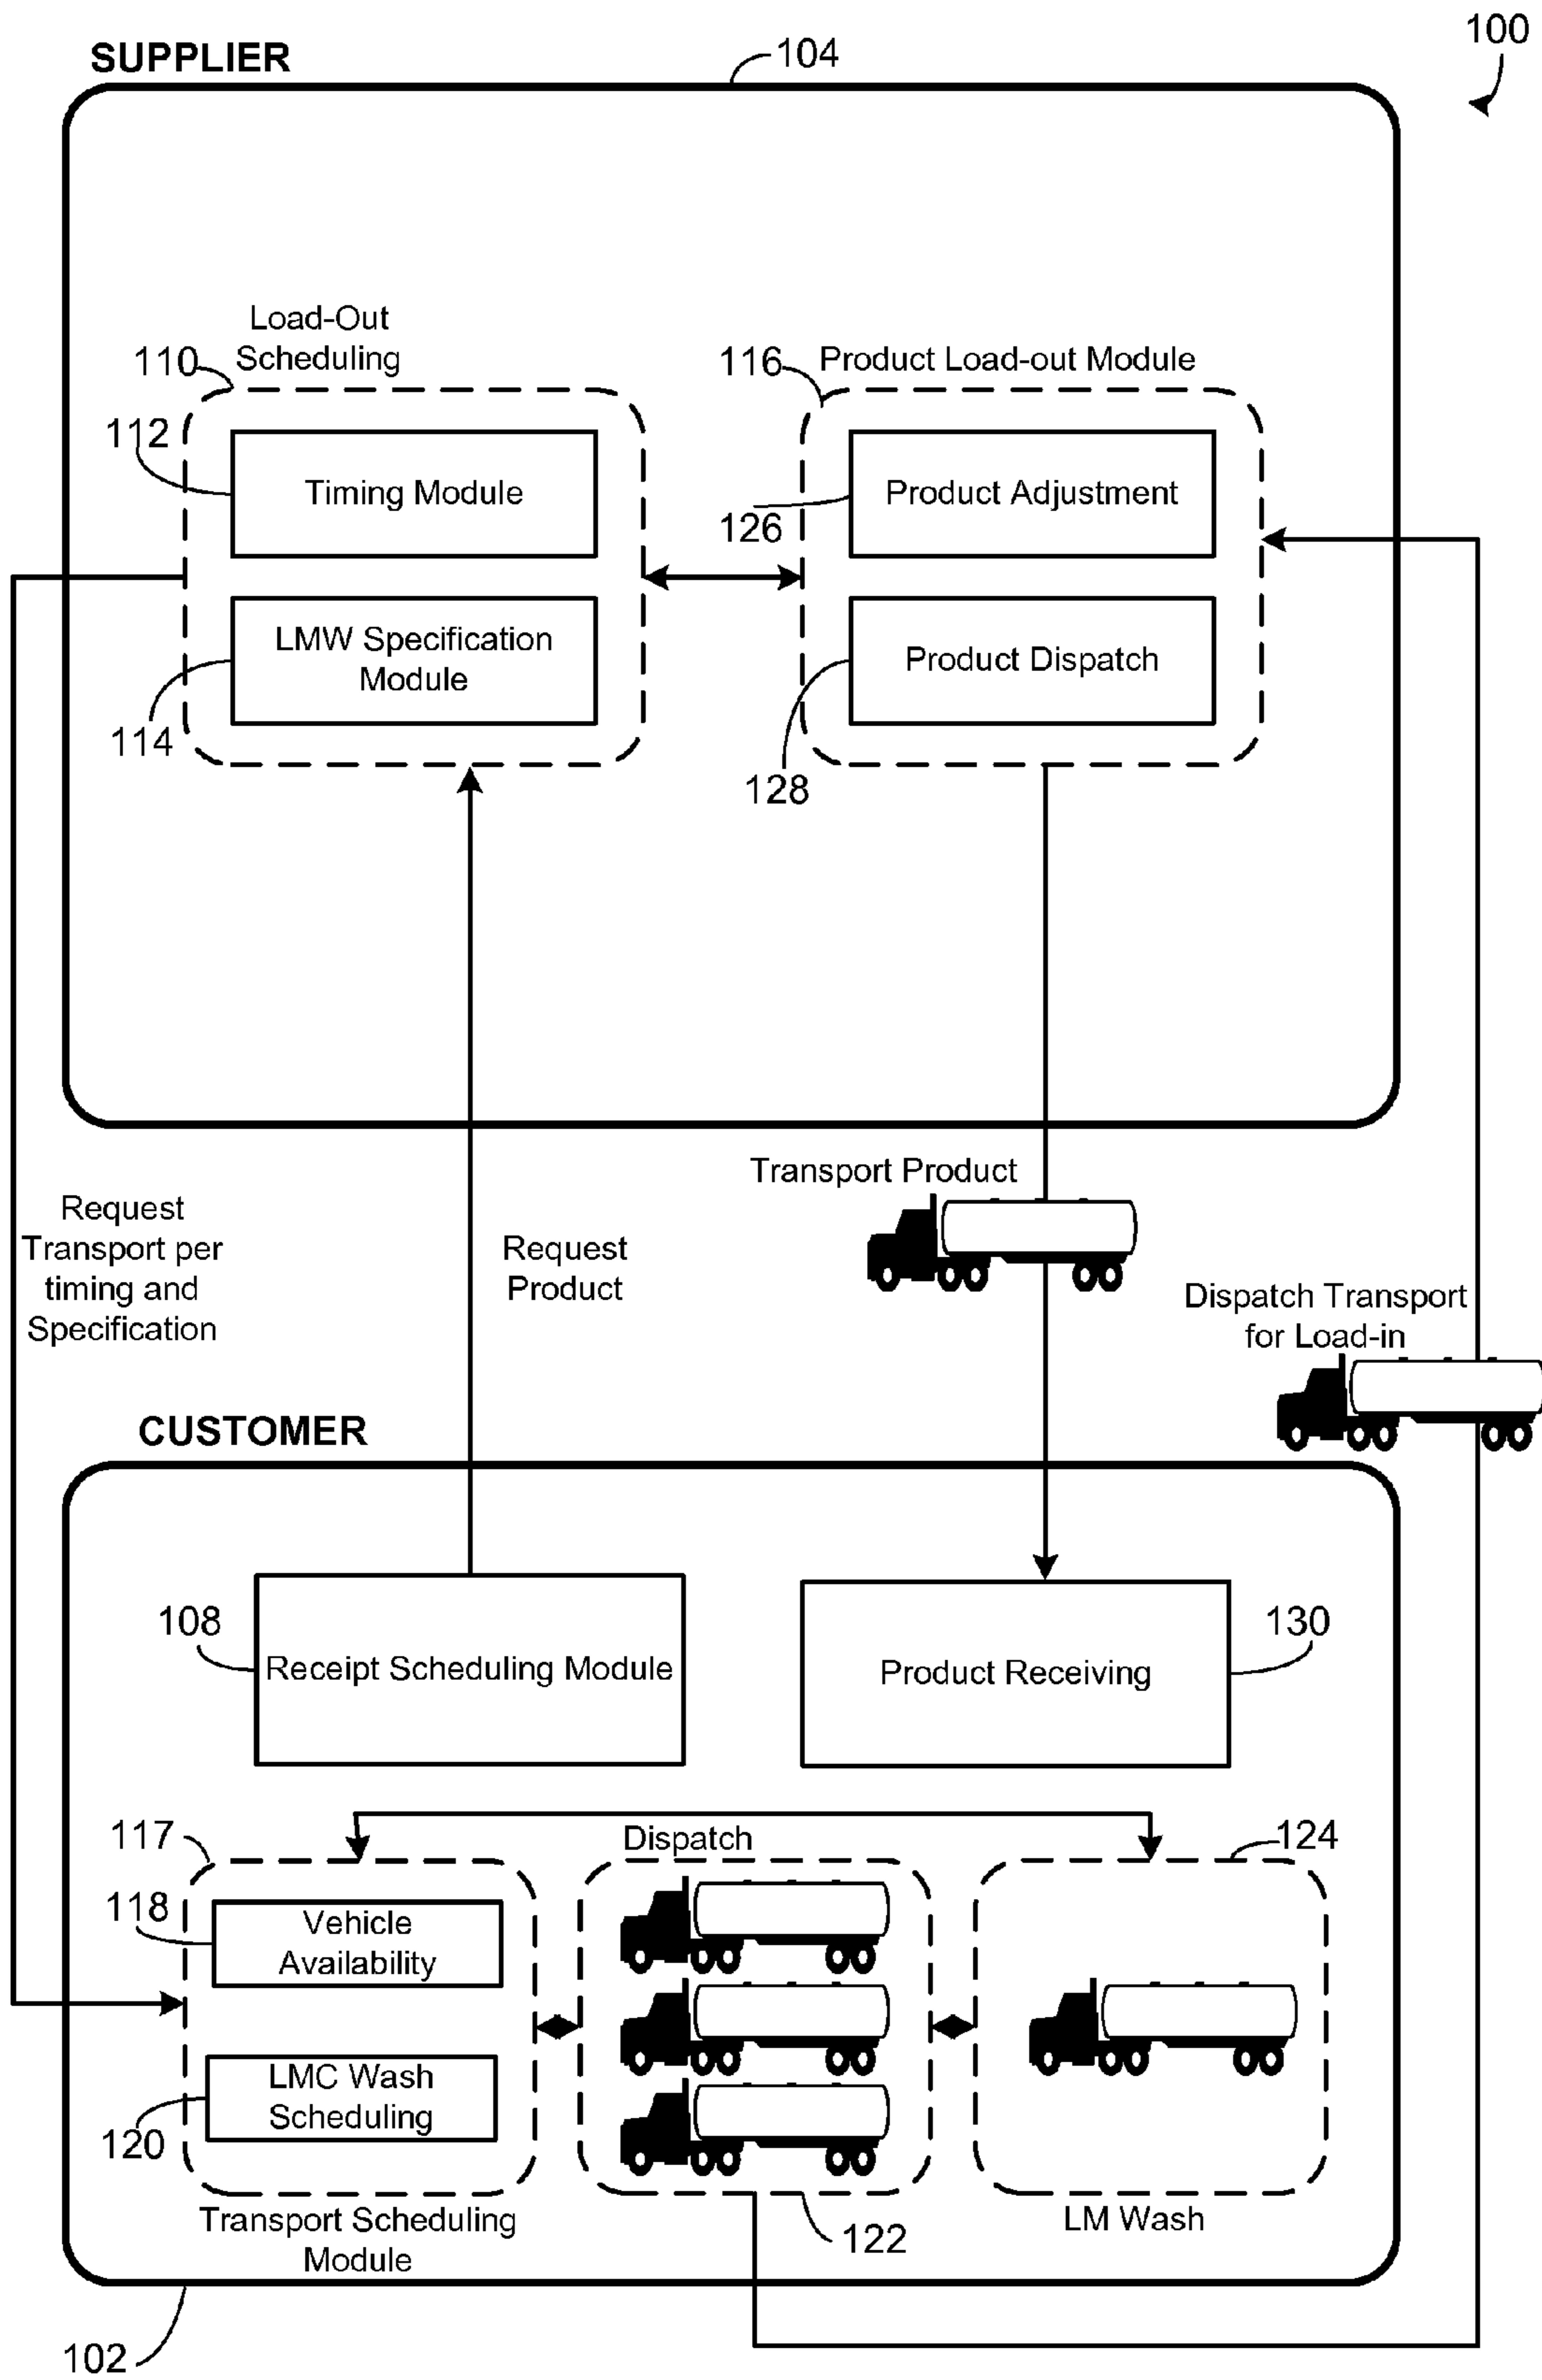 100
SUPPLIER
104
Load-Out
Scheduling
110
112
Timing Module
LMW Specification
Module
114
116
Product Load-out Module
Product Adjustment
126
Product Dispatch
128
Request
Transport per
timing and
Specification
Request
Product
Transport Product
Dispatch Transport
for Load-in
CUSTOMER
108
Receipt Scheduling Module
Product Receiving
130
117
118
Vehicle
Availability
LMC Wash
Scheduling
120
Transport Scheduling
Module
Dispatch
122
124
LM Wash
102